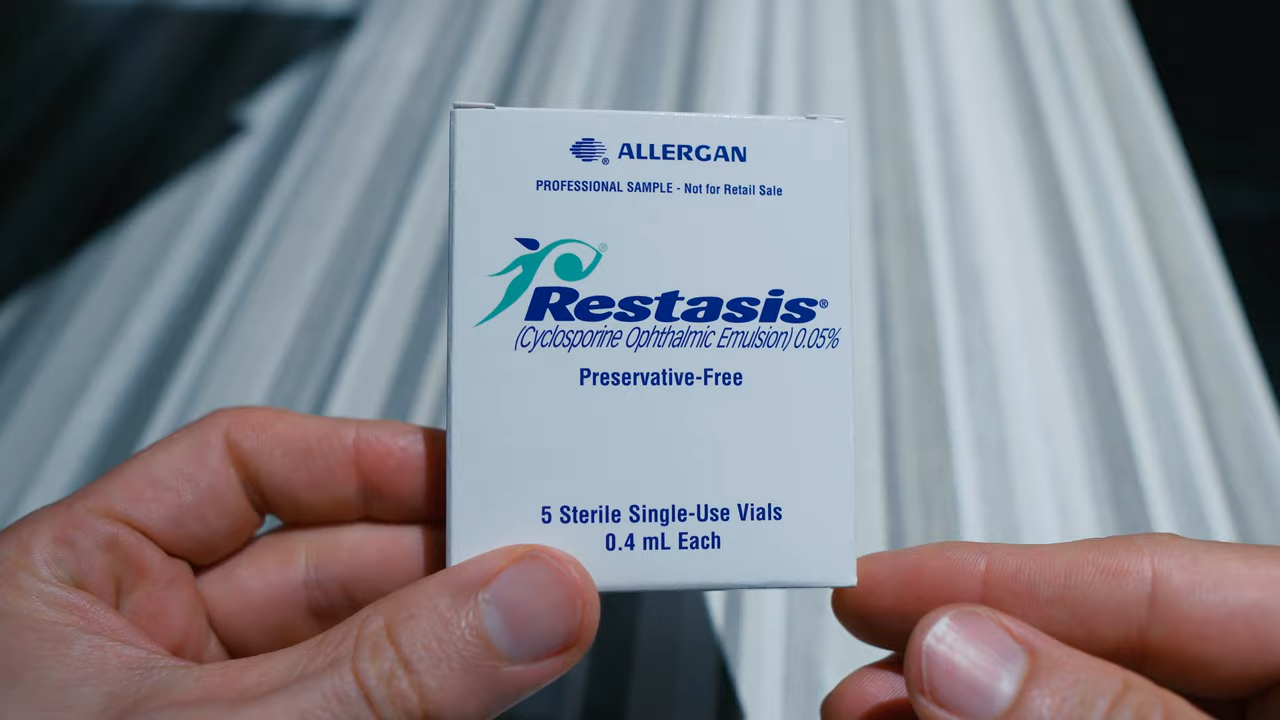 ALLERGAN
PROFESSIONAL SAMPLE - Not for Retail Sale
Restasis®
(Cyclosporine Ophthalmic Emulsion) 0.05%
Preservative-Free
5 Sterile Single-Use Vials
0.4 mL Each